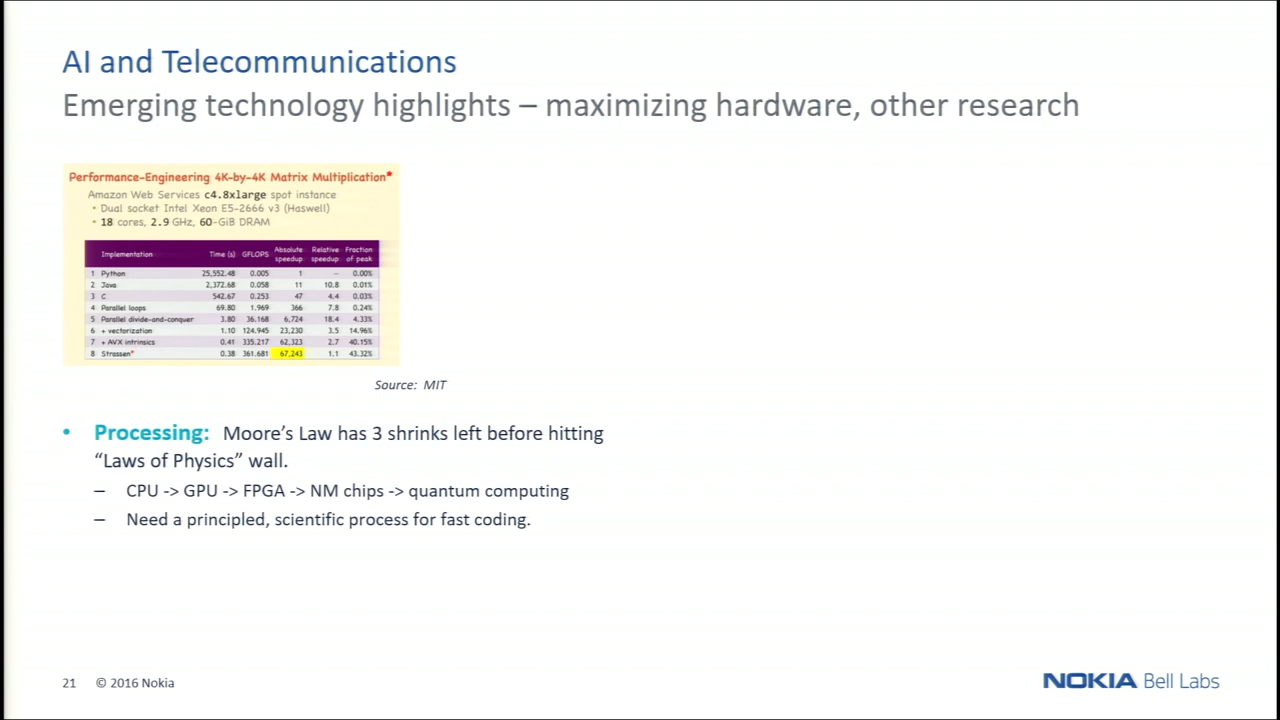 AI and Telecommunications
Emerging technology highlights – maximizing hardware, other research
Performance-Engineering 4K-by-4K Matrix Multiplication*
Amazon Web Services c4.8xlarge spot instance
• Dual socket Intel Xeon E5-2666 v3 (Haswell)
• 18 cores, 2.9 GHz, 60-GiB DRAM
Implementation Time (s) GFLOPS Absolute speedup Relative speedup Fraction of peak
1 Python 25,552.48 0.005 1 – 0.00%
2 Java 2,372.68 0.058 11 10.8 0.01%
3 C 542.67 0.253 47 4.4 0.03%
4 Parallel loops 69.80 1.969 366 7.8 0.24%
5 Parallel divide-and-conquer 3.80 36.168 6,724 18.4 4.33%
6 + vectorization 1.10 124.945 23,230 3.5 14.96%
7 + AVX intrinsics 0.41 335.217 62,323 2.7 40.15%
8 Strassen* 0.38 361.681 67,243 1.1 43.32%
Source: MIT
• Processing: Moore’s Law has 3 shrinks left before hitting
“Laws of Physics” wall.
– CPU -> GPU -> FPGA -> NM chips -> quantum computing
– Need a principled, scientific process for fast coding.
21 © 2016 Nokia
NOKIA Bell Labs